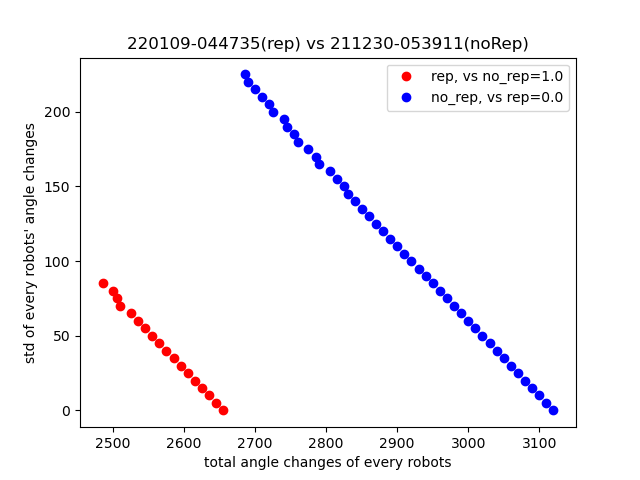 220109-044735(rep) vs 211230-053911(noRep)
rep, vs no_rep=1.0
no_rep, vs rep=0.0
std of every robots' angle changes
200
150
100
50
0
2500 2600 2700 2800 2900 3000 3100
total angle changes of every robots